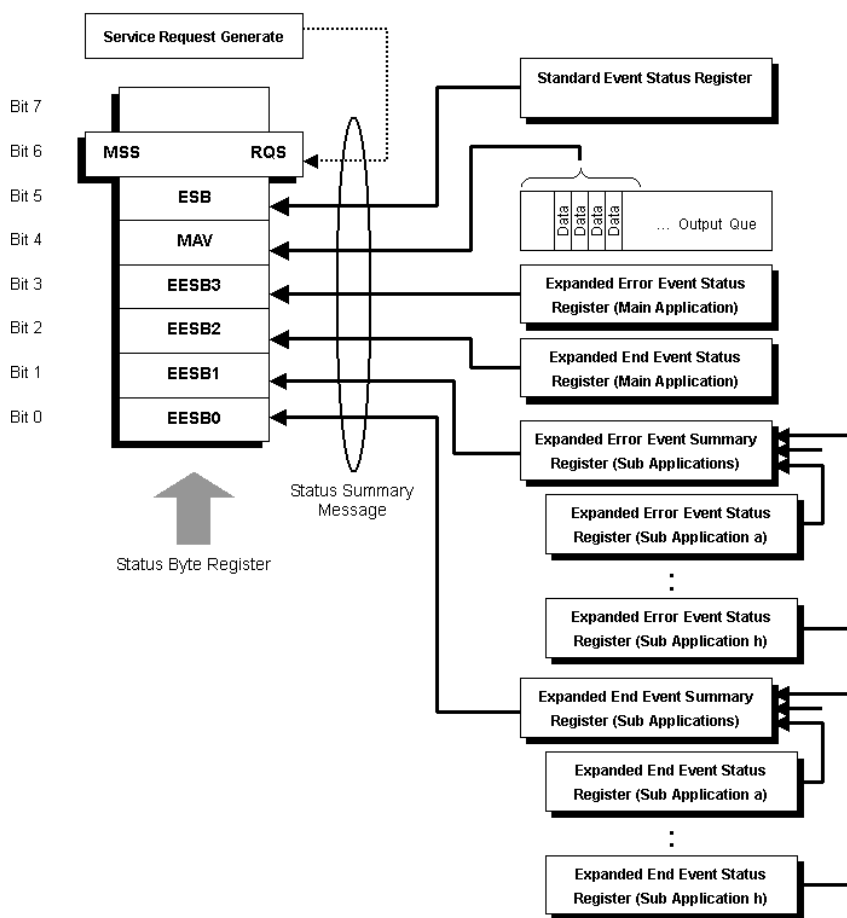 Service Request Generate
Standard Event Status Register
Bit 7
Bit 6
MSS RQS
Bit 5
ESB
Data
Data
Data
Data
... Output Que
Bit 4
MAV
Bit 3
EESB3
Expanded Error Event Status
Register (Main Application)
Bit 2
EESB2
Expanded End Event Status
Register (Main Application)
Bit 1
EESB1
Bit 0
EESB0
Expanded Error Event Summary
Register (Sub Applications)
Status Summary
Message
Expanded Error Event Status
Register (Sub Application a)
Status Byte Register
:
Expanded Error Event Status
Register (Sub Application h)
Expanded End Event Summary
Register (Sub Applications)
Expanded End Event Status
Register (Sub Application a)
:
Expanded End Event Status
Register (Sub Application h)